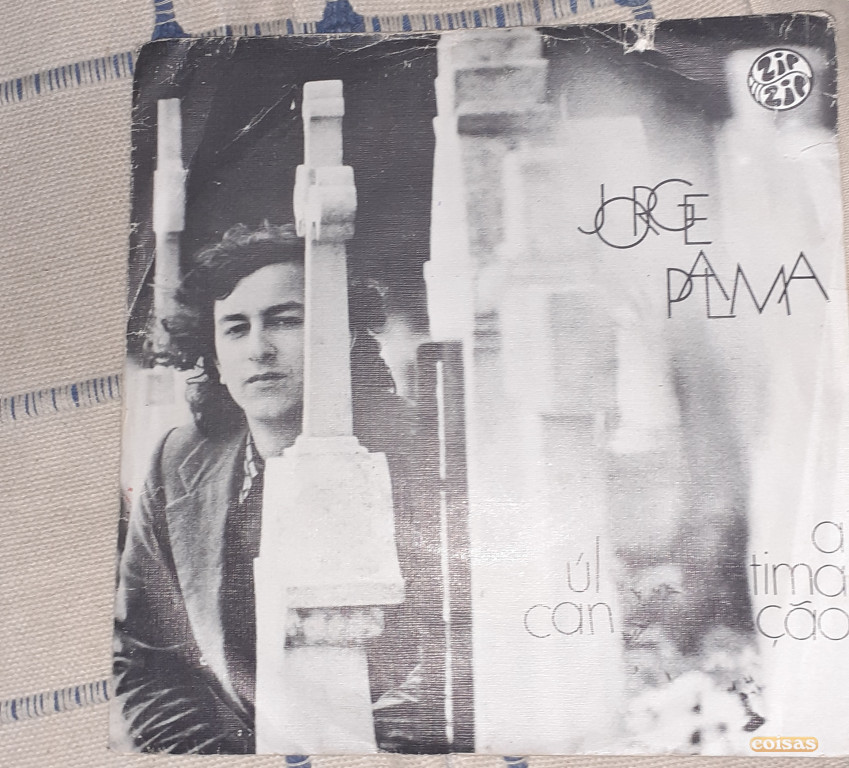 Zip
Zip
JORGE
PALMA
a
úl tima
can ção
coisas